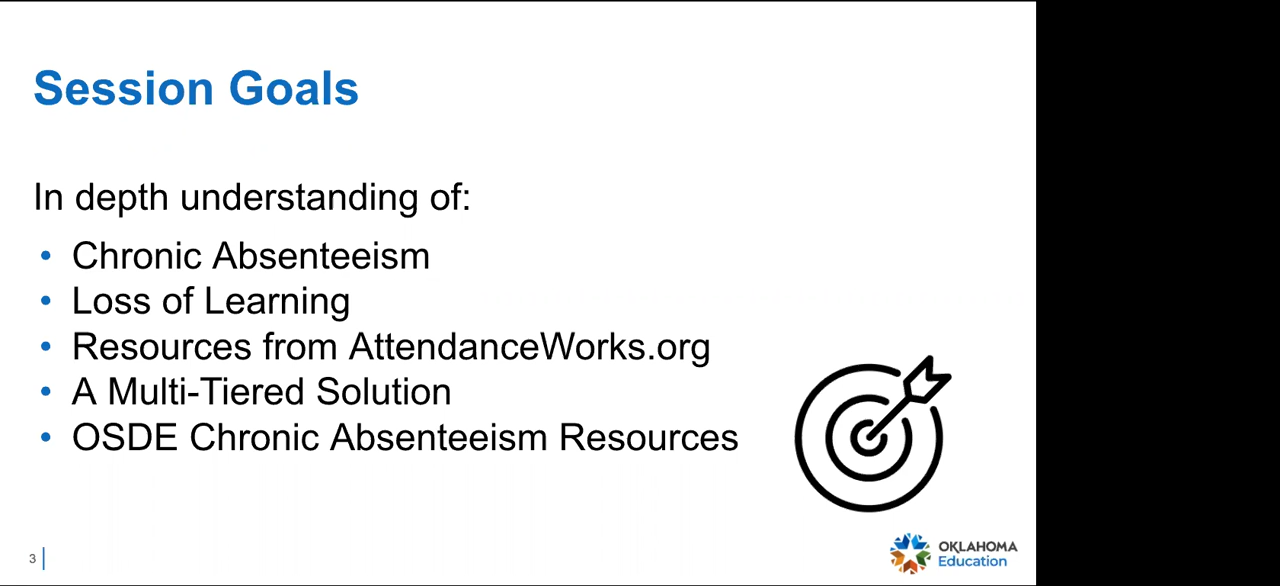 Session Goals
In depth understanding of:
• Chronic Absenteeism
• Loss of Learning
• Resources from AttendanceWorks.org
• A Multi-Tiered Solution
• OSDE Chronic Absenteeism Resources
3
OKLAHOMA
Education